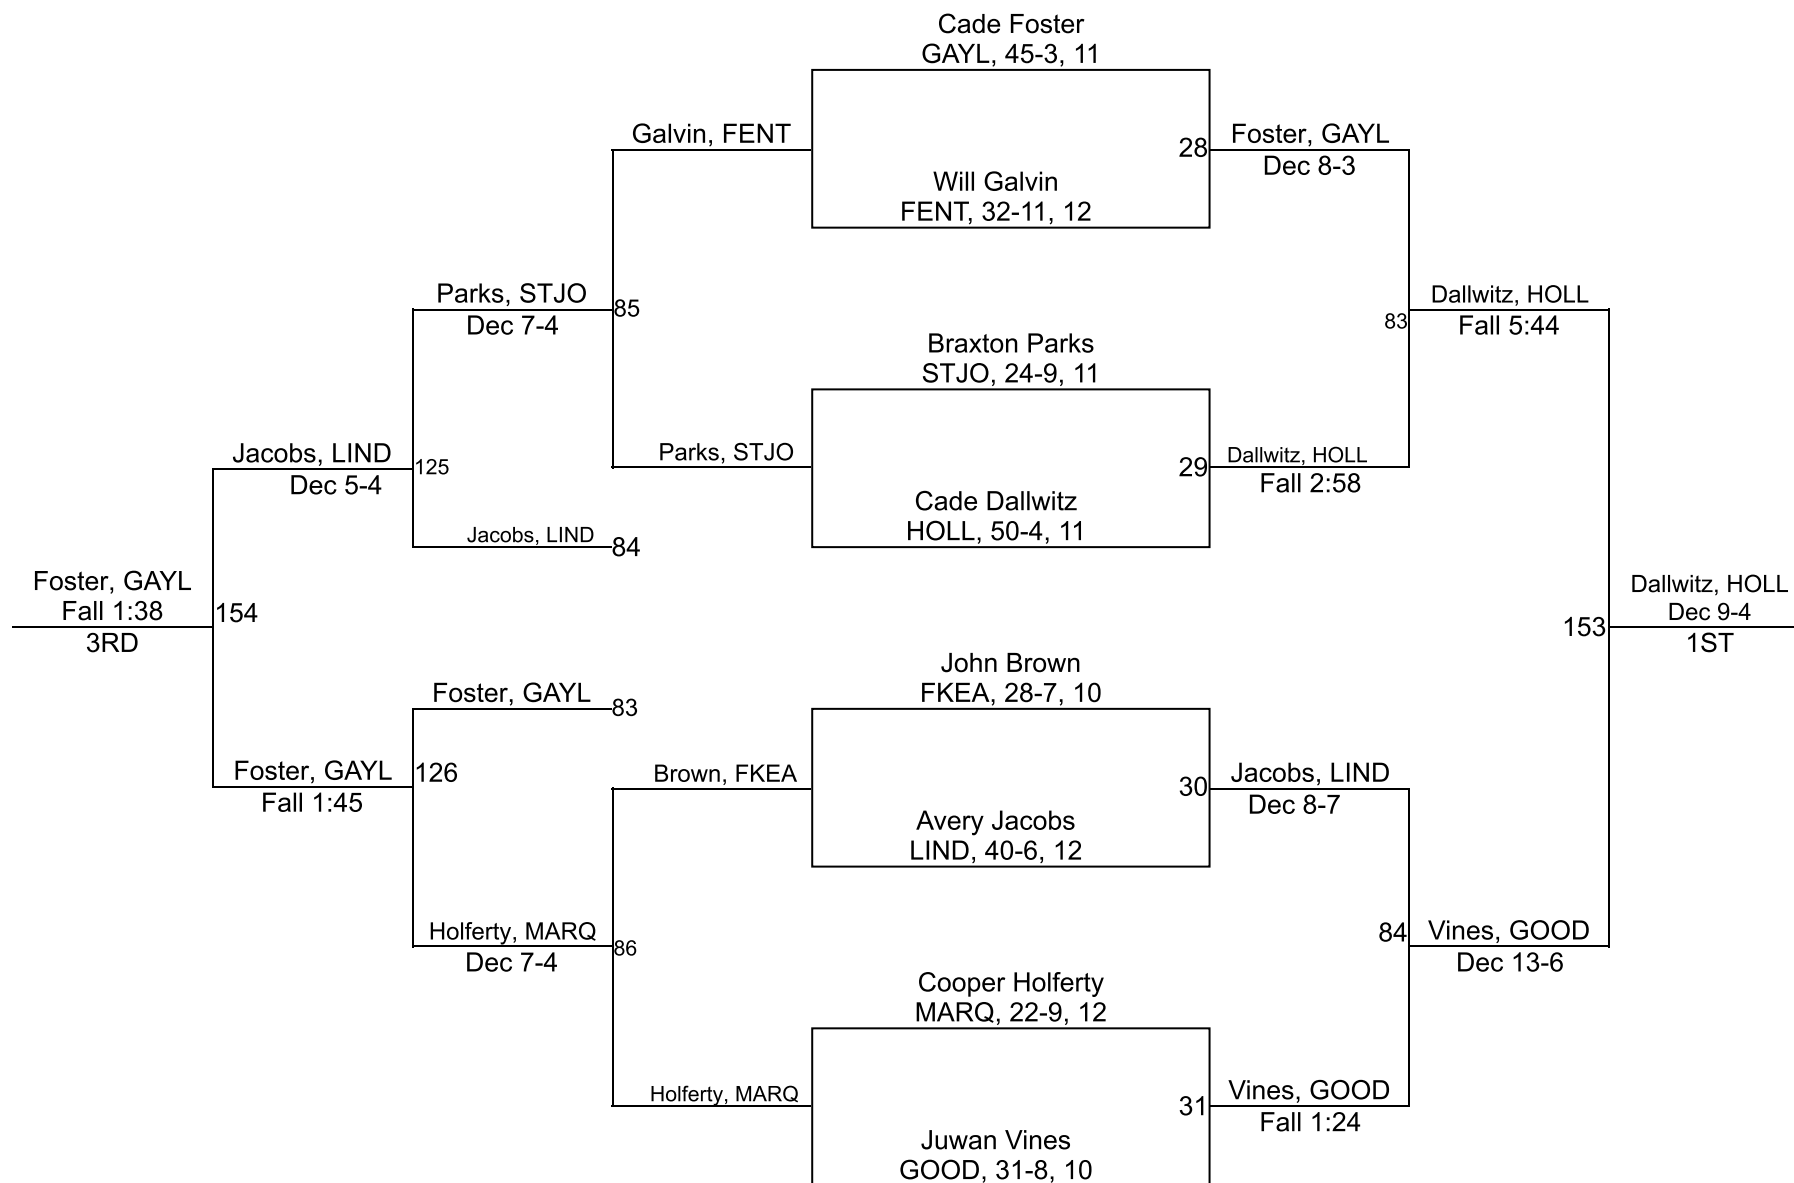 Cade Foster
GAYL, 45-3, 11
Galvin, FENT
28
Foster, GAYL
Dec 8-3
Will Galvin
FENT, 32-11, 12
Parks, STJO
Dec 7-4
85
83
Dallwitz, HOLL
Fall 5:44
Braxton Parks
STJO, 24-9, 11
Jacobs, LIND
Dec 5-4
125
Parks, STJO
29
Dallwitz, HOLL
Fall 2:58
Cade Dallwitz
HOLL, 50-4, 11
Jacobs, LIND
84
Foster, GAYL
Fall 1:38
3RD
154
153
Dallwitz, HOLL
Dec 9-4
1ST
John Brown
FKEA, 28-7, 10
Foster, GAYL
83
Foster, GAYL
Fall 1:45
126
Brown, FKEA
30
Jacobs, LIND
Dec 8-7
Avery Jacobs
LIND, 40-6, 12
Holferty, MARQ
Dec 7-4
86
84
Vines, GOOD
Dec 13-6
Cooper Holferty
MARQ, 22-9, 12
Holferty, MARQ
31
Vines, GOOD
Fall 1:24
Juwan Vines
GOOD, 31-8, 10